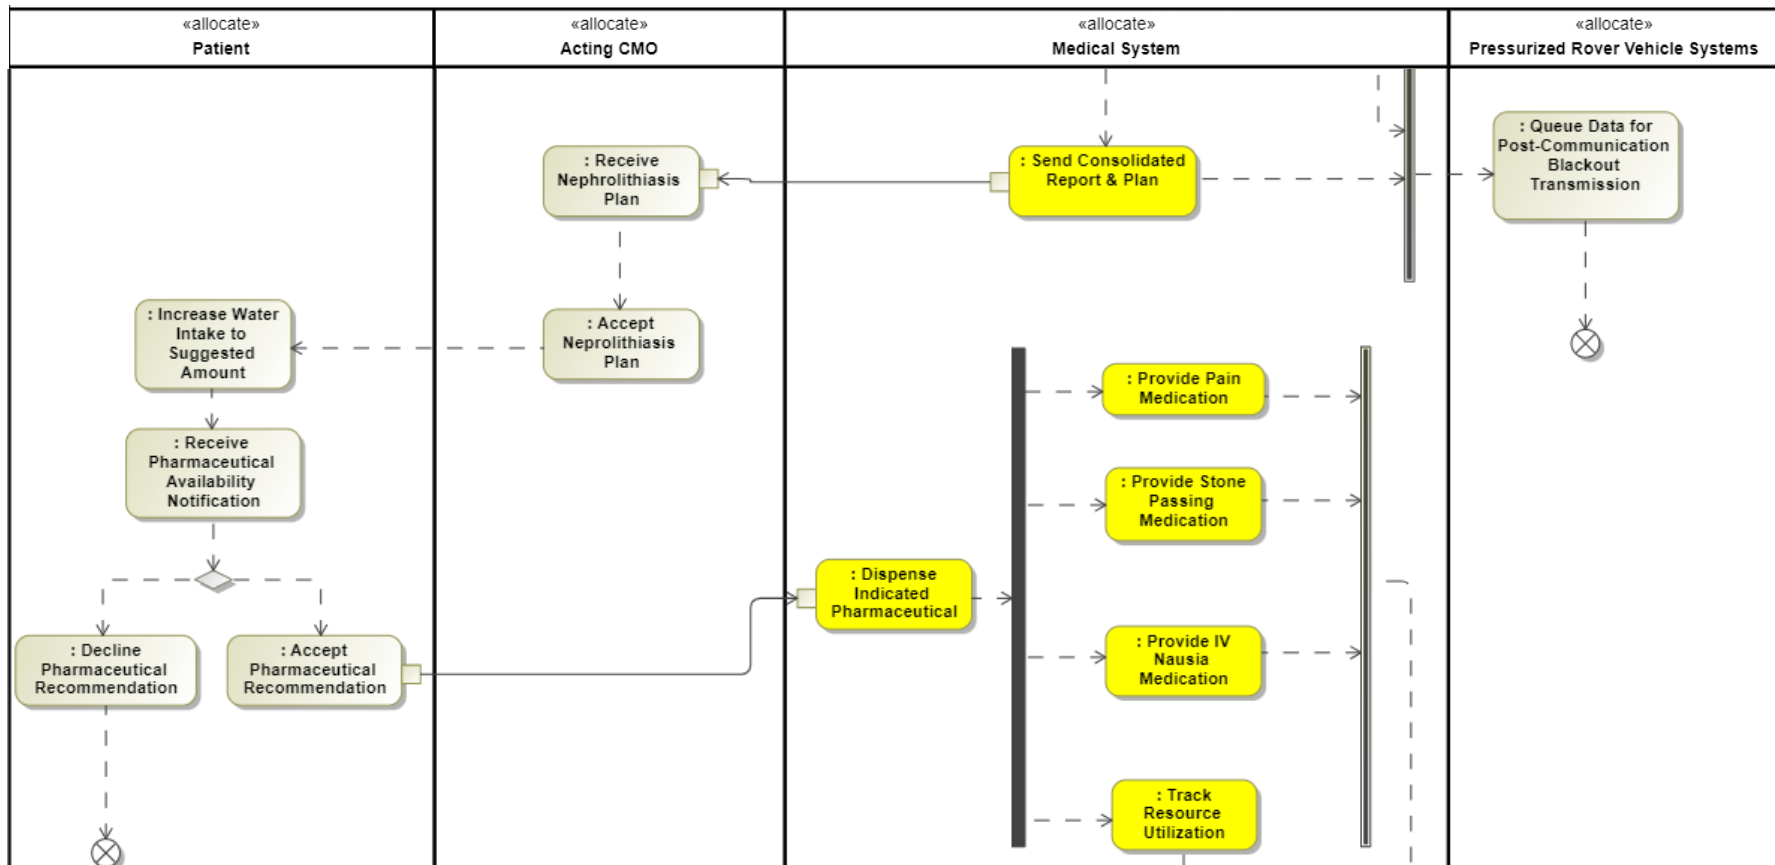 «allocate»
Patient
«allocate»
Acting CMO
«allocate»
Medical System
«allocate»
Pressurized Rover Vehicle Systems
: Receive
Nephrolithiasis
Plan
: Send Consolidated
Report & Plan
: Queue Data for
Post-Communication
Blackout
Transmission
: Increase Water
Intake to
Suggested
Amount
: Accept
Neprolithiasis
Plan
: Provide Pain
Medication
: Receive
Pharmaceutical
Availability
Notification
: Provide Stone
Passing
Medication
: Dispense
Indicated
Pharmaceutical
: Decline
Pharmaceutical
Recommendation
: Accept
Pharmaceutical
Recommendation
: Provide IV
Nausia
Medication
: Track
Resource
Utilization